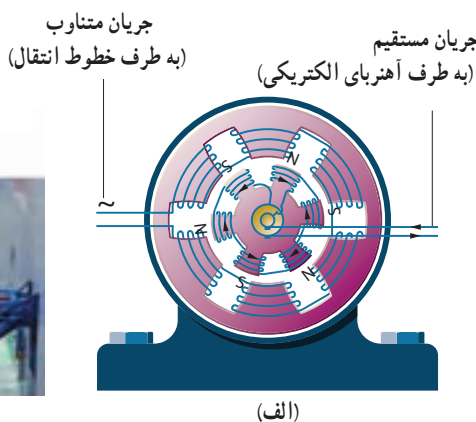 جریان متناوب
(به طرف خطوط انتقال)
جریان مستقیم
(به طرف آهنربای الکتریکی)
~
S
N
N
S
S
N
(الف)